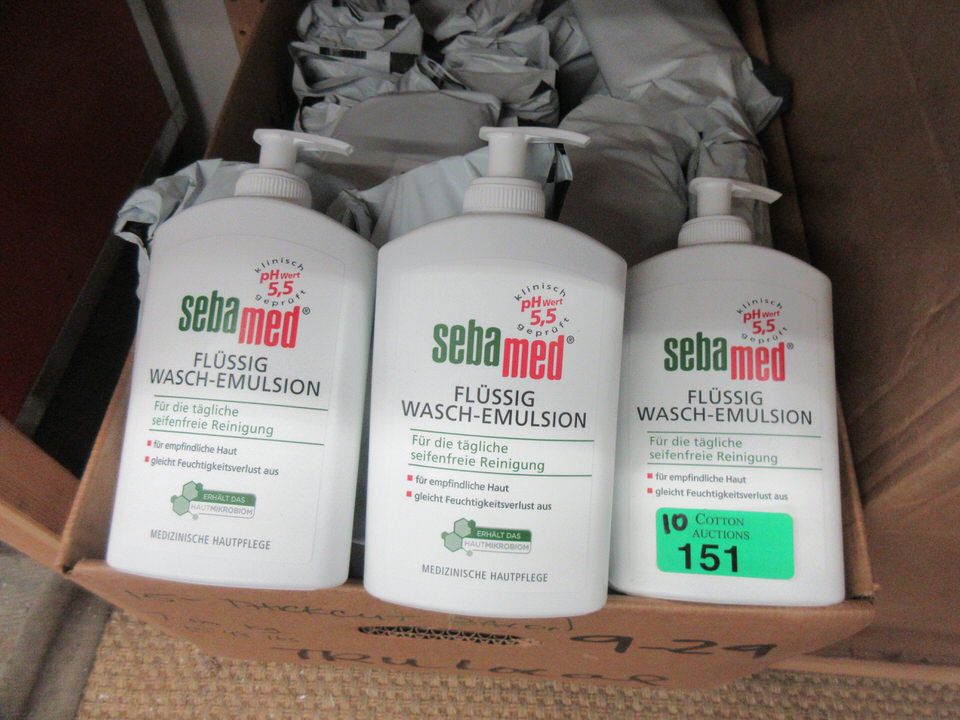 klinisch
pH Wert
5,5
geprüft
sebamed®
FLÜSSIG
WASCH-EMULSION
Für die tägliche
seifenfreie Reinigung
für empfindliche Haut
gleicht Feuchtigkeitsverlust aus
ERHÄLT DAS
HAUTMIKROBIOM
MEDIZINISCHE HAUTPFLEGE
klinisch
pH Wert
5,5
geprüft
sebamed®
FLÜSSIG
WASCH-EMULSION
Für die tägliche
seifenfreie Reinigung
für empfindliche Haut
gleicht Feuchtigkeitsverlust aus
ERHÄLT DAS
HAUTMIKROBIOM
MEDIZINISCHE HAUTPFLEGE
klinisch
pH Wert
5,5
geprüft
sebamed®
FLÜSSIG
WASCH-EMULSION
Für die tägliche
seifenfreie Reinigung
für empfindliche Haut
gleicht Feuchtigkeitsverlust aus
10 COTTON
AUCTIONS
151
9-29